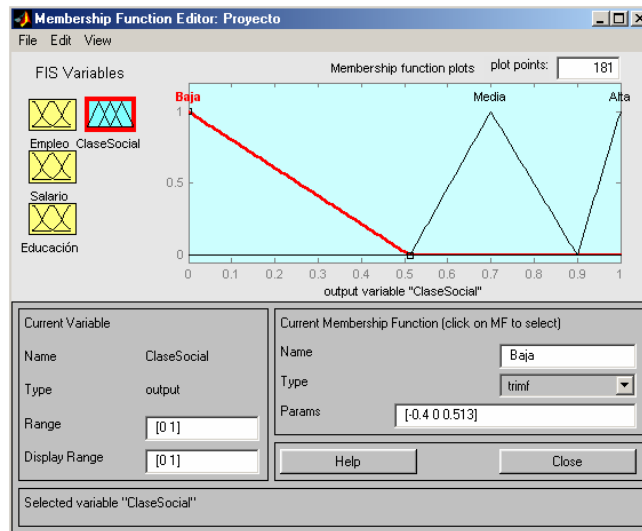 Membership Function Editor: Proyecto
File Edit View
FIS Variables
Membership function plots plot points: 181
Empleo ClaseSocial
Salario
Educación
Baja Media Alta
1
0.5
0
0 0.1 0.2 0.3 0.4 0.5 0.6 0.7 0.8 0.9 1
output variable "ClaseSocial"
Current Variable
Name ClaseSocial
Type output
Range [0 1]
Display Range [0 1]
Current Membership Function (click on MF to select)
Name Baja
Type trimf
Params [-0.4 0 0.513]
Help Close
Selected variable "ClaseSocial"